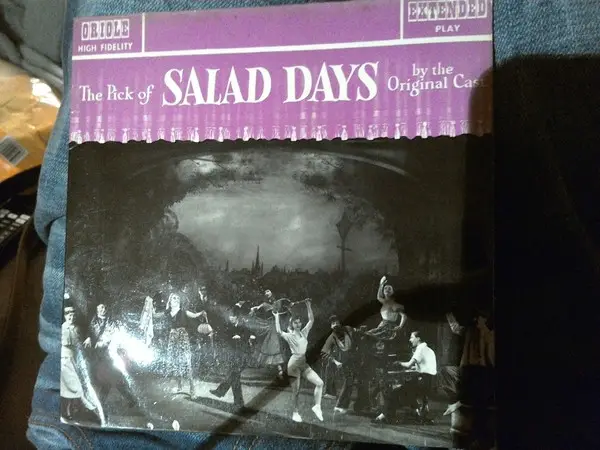 ORIOLE
HIGH FIDELITY
EXTENDED
PLAY
The Pick of SALAD DAYS by the
Original Cast